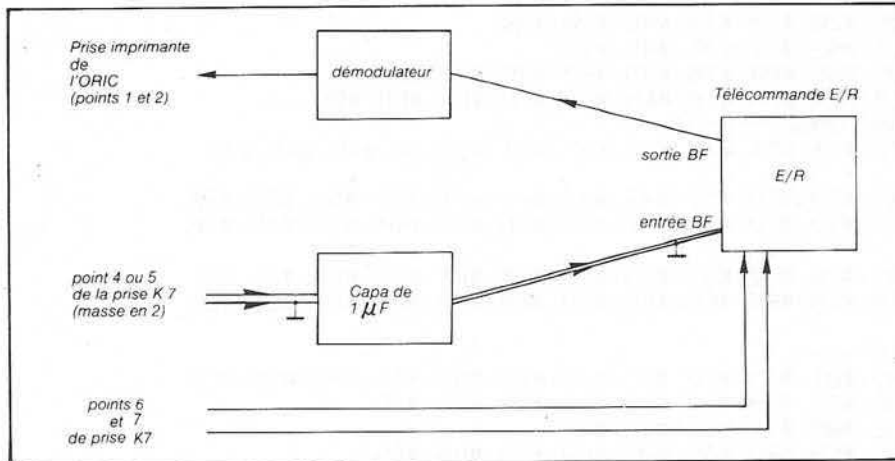 Prise imprimante
de
l'ORIC
(points 1 et 2)
démodulateur
Télécommande E/R
sortie BF
E/R
entrée BF
point 4 ou 5
de la prise K 7
(masse en 2)
Capa de
1 µF
points 6
et 7
de prise K7